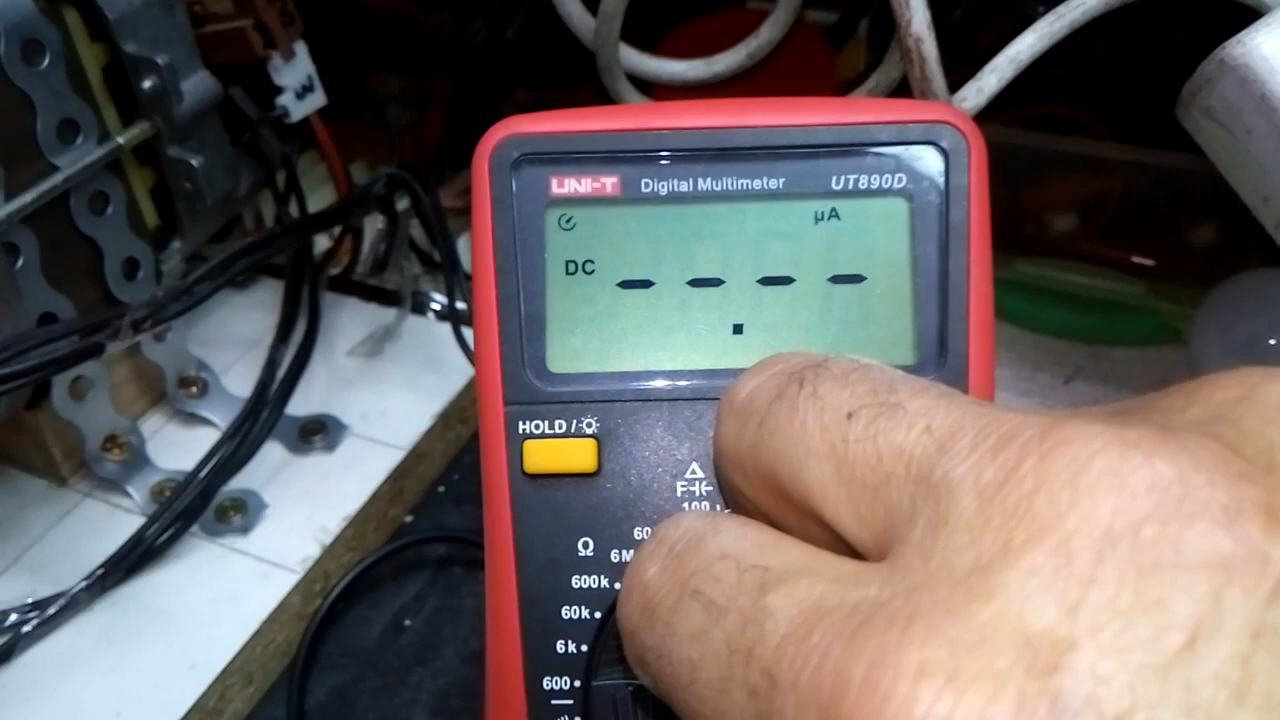 UNI-T Digital Multimeter UT890D
µA
DC
- - - -
.
HOLD /
F
Ω
600k
60k
6k
600